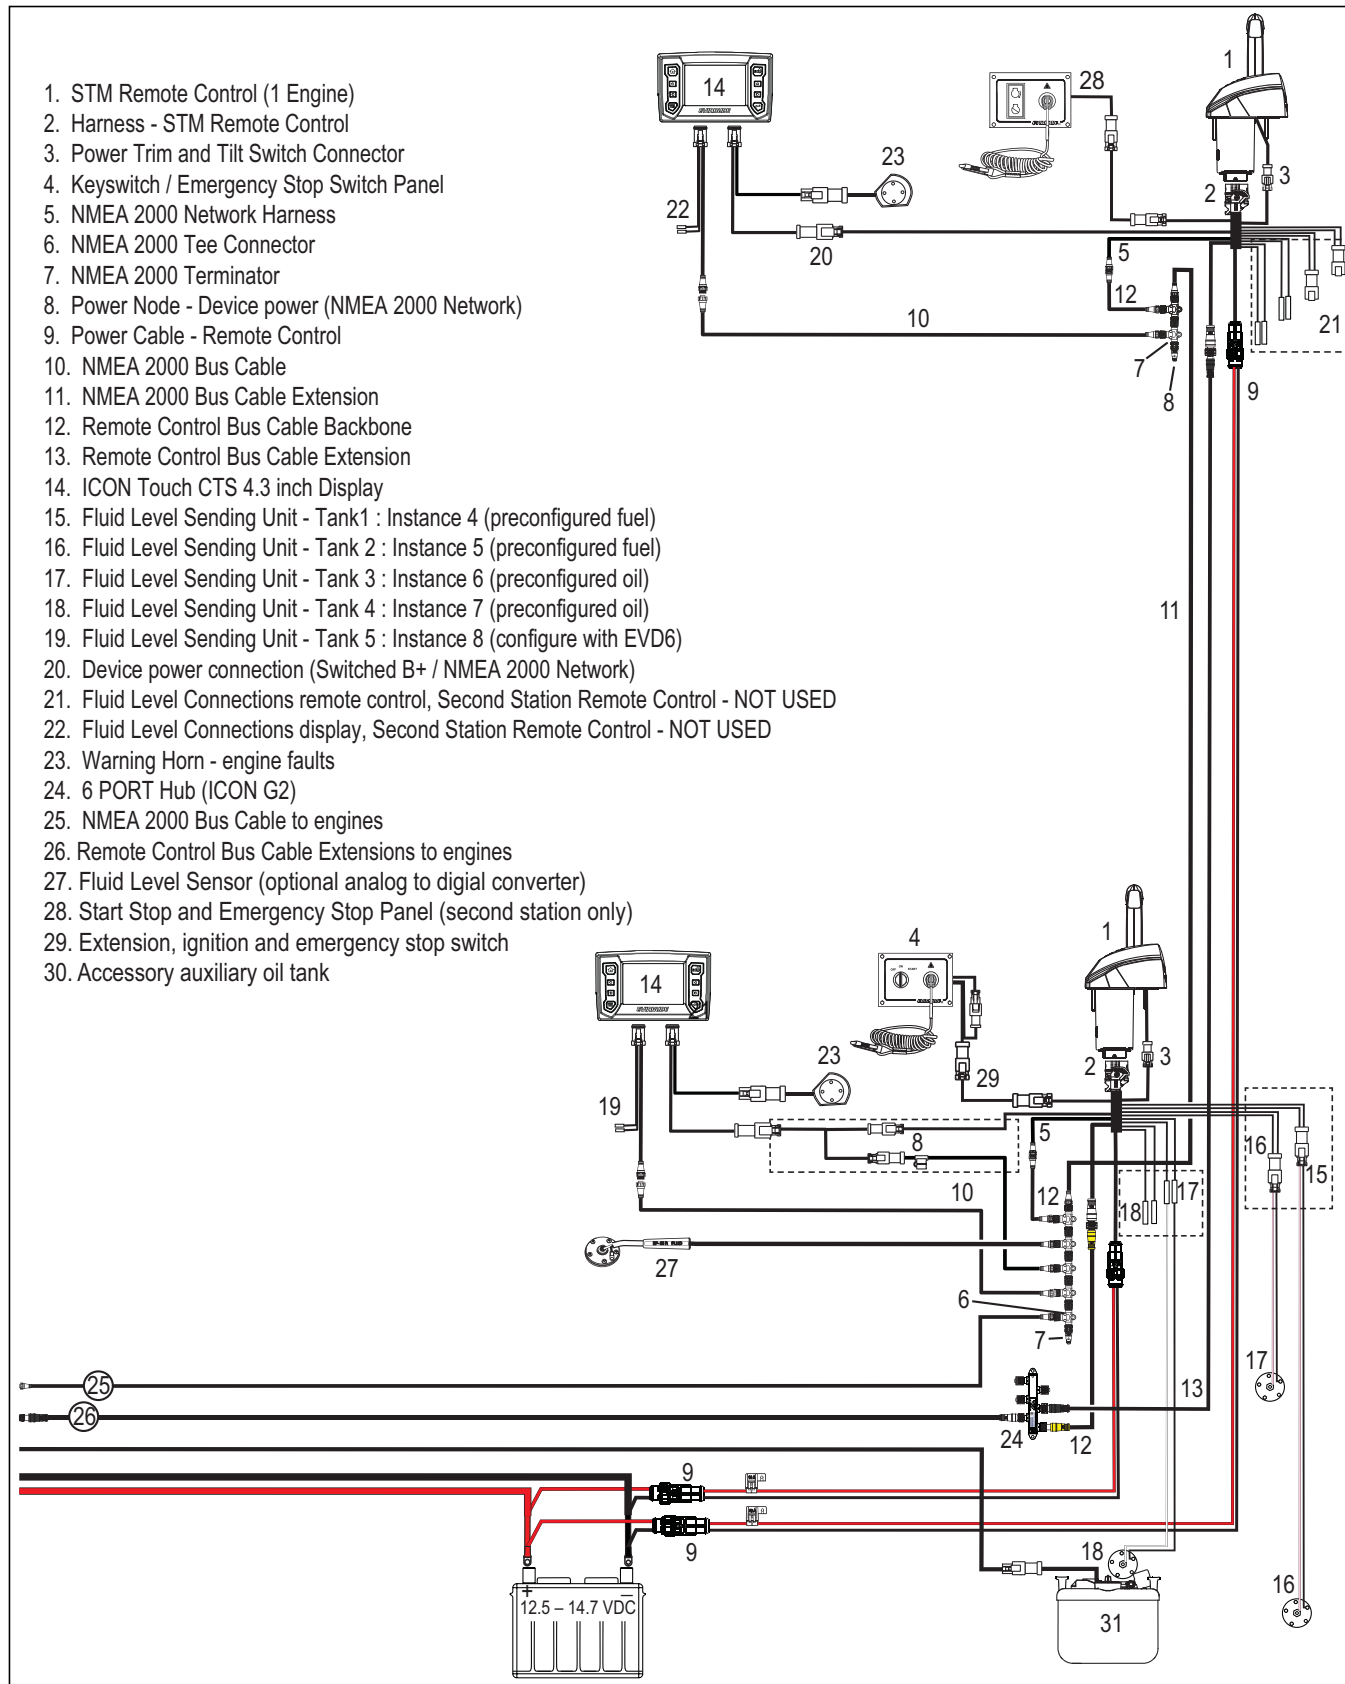 1. STM Remote Control (1 Engine)
2. Harness - STM Remote Control
3. Power Trim and Tilt Switch Connector
4. Keyswitch / Emergency Stop Switch Panel
5. NMEA 2000 Network Harness
6. NMEA 2000 Tee Connector
7. NMEA 2000 Terminator
8. Power Node - Device power (NMEA 2000 Network)
9. Power Cable - Remote Control
10. NMEA 2000 Bus Cable
11. NMEA 2000 Bus Cable Extension
12. Remote Control Bus Cable Backbone
13. Remote Control Bus Cable Extension
14. ICON Touch CTS 4.3 inch Display
15. Fluid Level Sending Unit - Tank1 : Instance 4 (preconfigured fuel)
16. Fluid Level Sending Unit - Tank 2 : Instance 5 (preconfigured fuel)
17. Fluid Level Sending Unit - Tank 3 : Instance 6 (preconfigured oil)
18. Fluid Level Sending Unit - Tank 4 : Instance 7 (preconfigured oil)
19. Fluid Level Sending Unit - Tank 5 : Instance 8 (configure with EVD6)
20. Device power connection (Switched B+ / NMEA 2000 Network)
21. Fluid Level Connections remote control, Second Station Remote Control - NOT USED
22. Fluid Level Connections display, Second Station Remote Control - NOT USED
23. Warning Horn - engine faults
24. 6 PORT Hub (ICON G2)
25. NMEA 2000 Bus Cable to engines
26. Remote Control Bus Cable Extensions to engines
27. Fluid Level Sensor (optional analog to digial converter)
28. Start Stop and Emergency Stop Panel (second station only)
29. Extension, ignition and emergency stop switch
30. Accessory auxiliary oil tank
14
28
1
23
3
2
22
20
5
12
10
21
7
8
9
11
4
1
14
OFF
ON
START
23
2
3
29
19
8
5
16
15
10
12
17
18
27
6
7
17
25
13
26
24
12
9
9
18
16
+
–
12.5 – 14.7 VDC
31